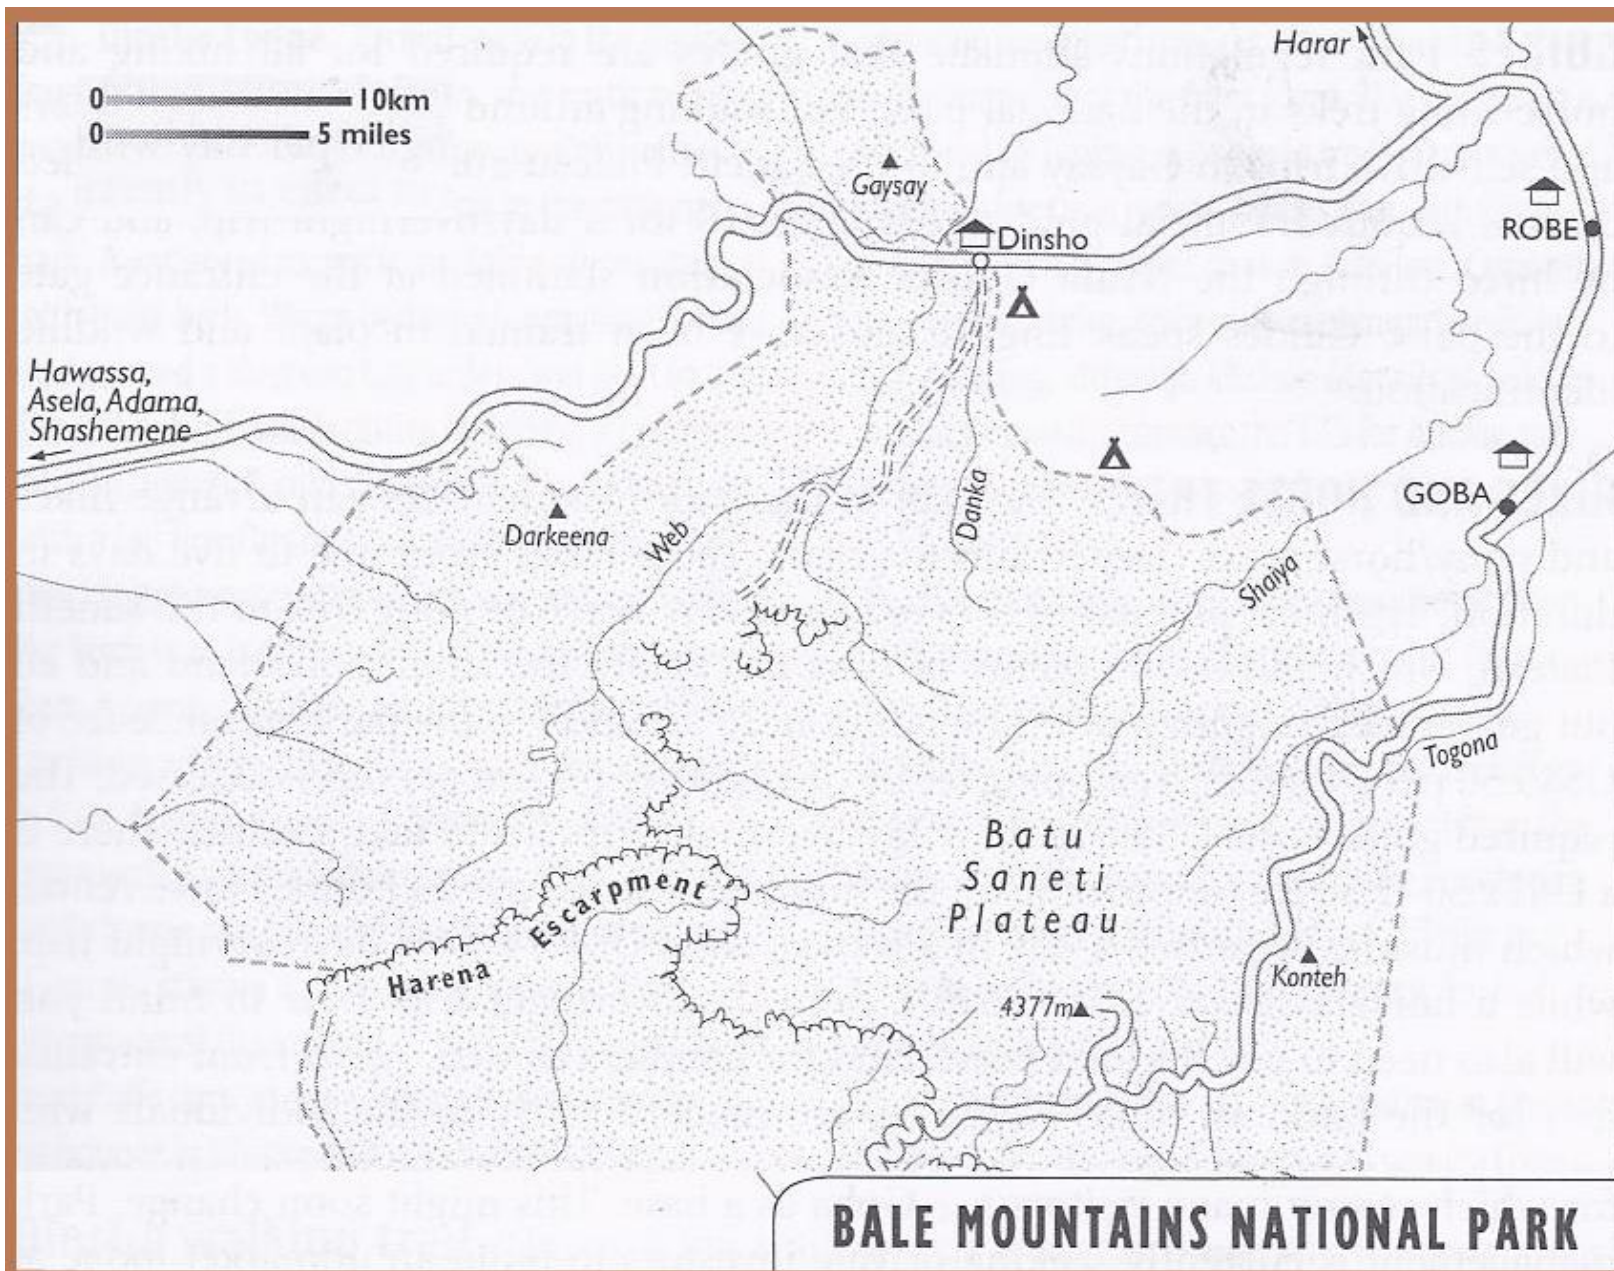 Harar
0 10km
0 5 miles
Gaysay
Dinsho
ROBE
Hawassa,
Asela, Adama,
Shashemene
GOBA
Darkeena
Web
Danka
Shaiya
Togona
Batu
Saneti
Plateau
Harena Escarpment
Konteh
4377m
BALE MOUNTAINS NATIONAL PARK